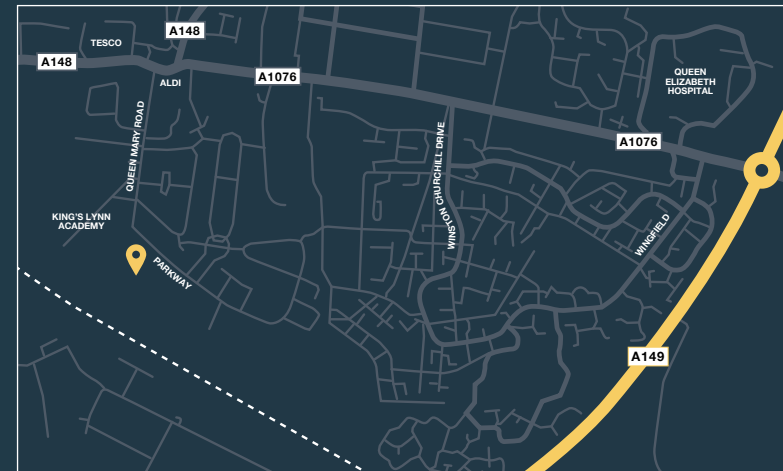 A148
TESCO
A148
ALDI
A1076
QUEEN
ELIZABETH
HOSPITAL
QUEEN MARY ROAD
WINSTON CHURCHILL DRIVE
A1076
KING'S LYNN
ACADEMY
WINGFIELD
PARKWAY
A149